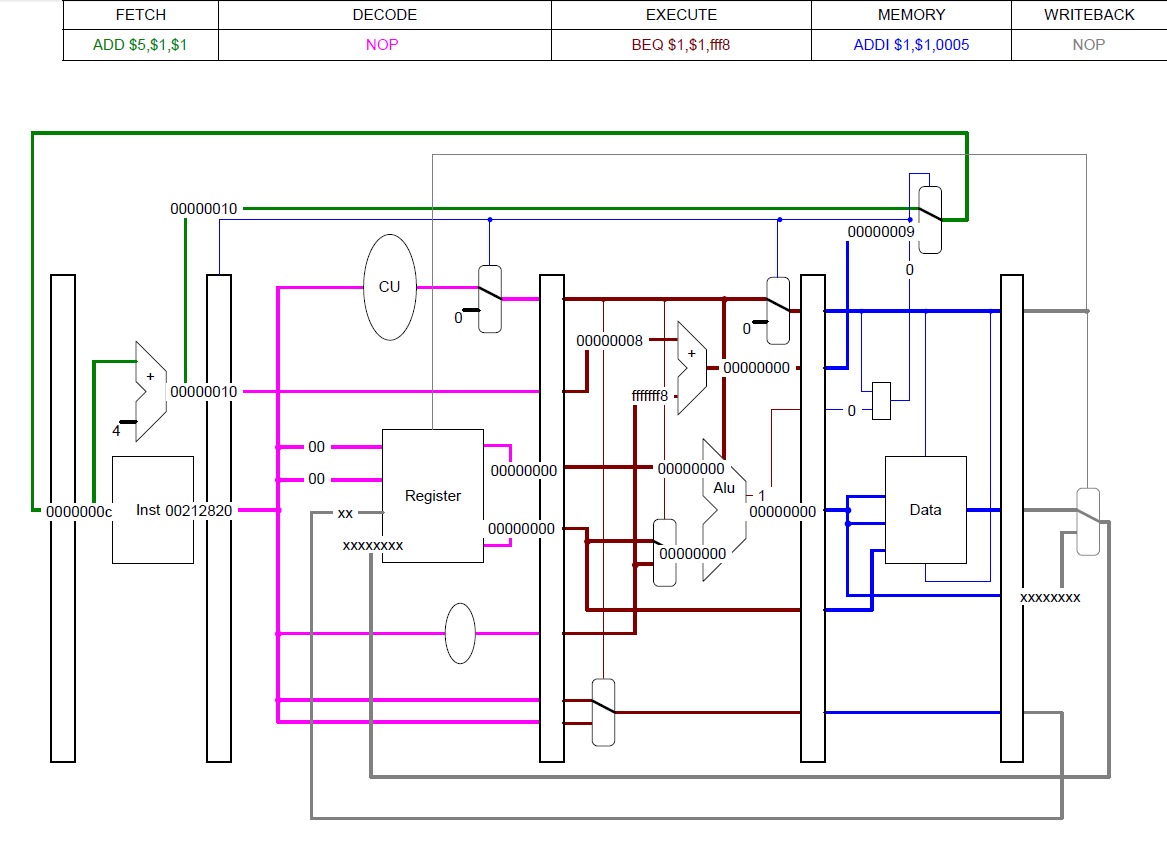 FETCH DECODE EXECUTE MEMORY WRITEBACK
ADD $5,$1,$1 NOP BEQ $1,$1,fff8 ADDI $1,$1,0005 NOP
00000010
00000009
0
CU
0
0
00000008
+
00000000
+
00000010
fffffff8
4
0
00
00000000
00000000
00
Alu
1
Register
0000000c
Inst 00212820
xx
00000000
Data
00000000
xxxxxxxx
00000000
xxxxxxxx